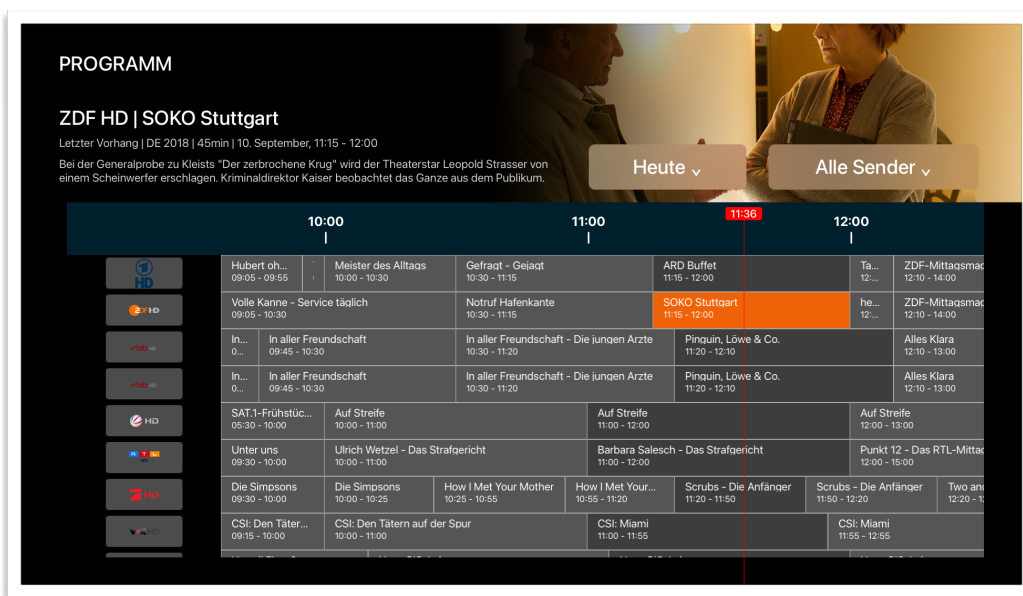 PROGRAMM
ZDF HD | SOKO Stuttgart
Letzter Vorhang | DE 2018 | 45min | 10. September, 11:15 - 12:00
Bei der Generalprobe zu Kleists "Der zerbrochene Krug" wird der Theaterstar Leopold Strasser von
einem Scheinwerfer erschlagen. Kriminaldirektor Kaiser beobachtet das Ganze aus dem Publikum.
Heute
Alle Sender
10:00 11:00 11:36 12:00
HD
Hubert oh... Meister des Alltags Gefragt - Gejagt ARD Buffet Ta... ZDF-Mittagsmag
09:05 - 09:55 10:00 - 10:30 10:30 - 11:15 11:15 - 12:00 12:... 12:10 - 14:00
ZDF HD
Volle Kanne - Service täglich Notruf Hafenkante SOKO Stuttgart he... ZDF-Mittagsmag
09:05 - 10:30 10:30 - 11:15 11:15 - 12:00 12:... 12:10 - 14:00
rbb HD
In... In aller Freundschaft In aller Freundschaft - Die jungen Ärzte Pinguin, Löwe & Co. Alles Klara
0... 09:45 - 10:30 10:30 - 11:20 11:20 - 12:10 12:10 - 13:00
rbb HD
In... In aller Freundschaft In aller Freundschaft - Die jungen Ärzte Pinguin, Löwe & Co. Alles Klara
0... 09:45 - 10:30 10:30 - 11:20 11:20 - 12:10 12:10 - 13:00
HD
SAT.1-Frühstüc... Auf Streife Auf Streife Auf Streife
05:30 - 10:00 10:00 - 11:00 11:00 - 12:00 12:00 - 13:00
RTL HD
Unter uns Ulrich Wetzel - Das Strafgericht Barbara Salesch - Das Strafgericht Punkt 12 - Das RTL-Mittag
09:30 - 10:00 10:00 - 11:00 11:00 - 12:00 12:00 - 15:00
HD
Die Simpsons Die Simpsons How I Met Your Mother How I Met Your... Scrubs - Die Anfänger Scrubs - Die Anfänger Two and
09:30 - 10:00 10:00 - 10:25 10:25 - 10:55 10:55 - 11:20 11:20 - 11:50 11:50 - 12:20 12:20 - 1
VOX HD
CSI: Den Täter... CSI: Den Tätern auf der Spur CSI: Miami CSI: Miami
09:15 - 10:00 10:00 - 11:00 11:00 - 11:55 11:55 - 12:55